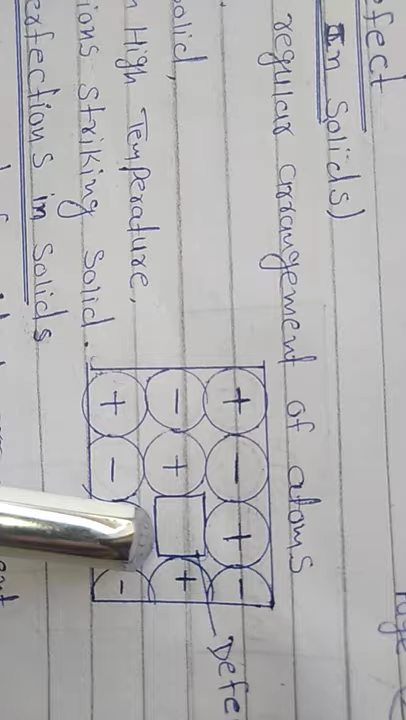 efect
In Solids)
regular arrangement of atoms
olid,
High Temperature,
ions striking Solid.
erfections in Solids
+ - + -
- +
+ -
Defe